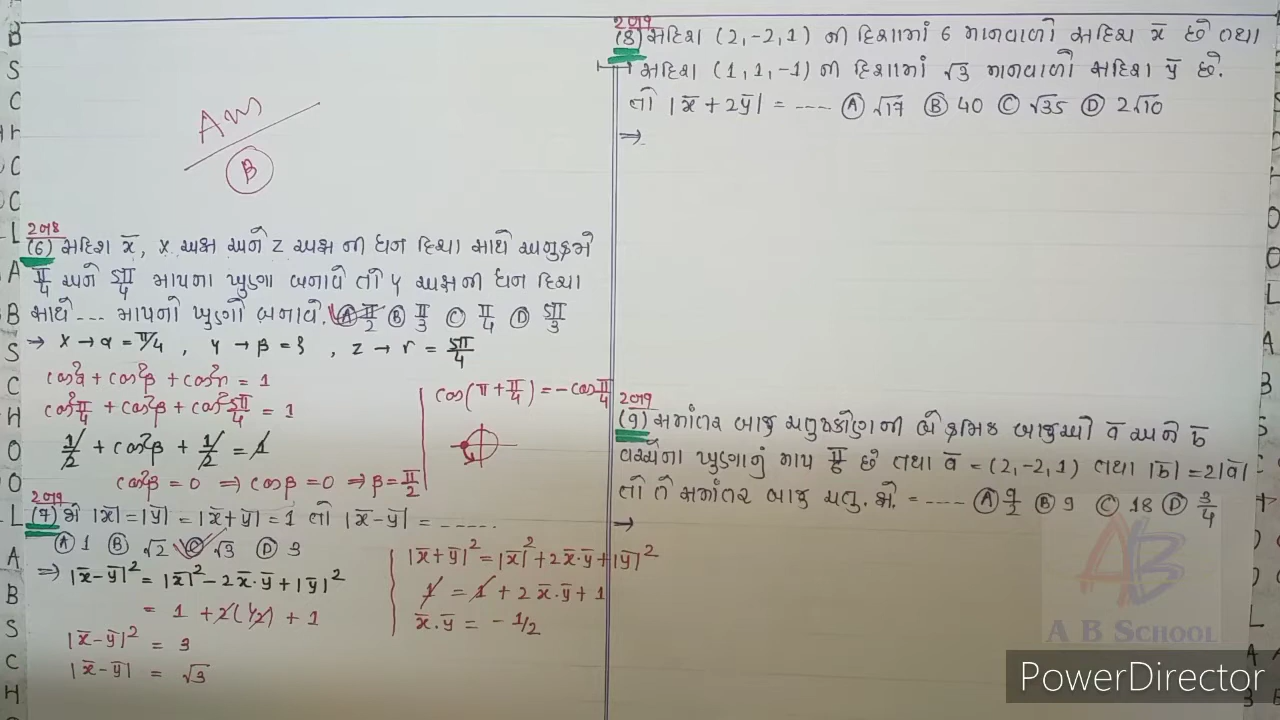 Ans
B
2018
(6) સદિશ x̄, x અક્ષ અને z અક્ષ ની ધન દિશા સાથે અનુક્રમે
π/4 અને 5π/4 માપના ખુણા બનાવે તો y અક્ષ ની ધન દિશા
સાથે --- માપનો ખુણો બનાવે. Ⓐ π/2 Ⓑ π/3 Ⓒ π/4 Ⓓ 5π/3
→ x → α = π/4 , y → β = ? , z → r = 5π/4
cos²α + cos²β + cos²r = 1
cos²π/4 + cos²β + cos²5π/4 = 1
1/2 + cos²β + 1/2 = 1
cos²β = 0 ⇒ cosβ = 0 ⇒ β = π/2
cos(π + π/4) = -cos π/4
2019
(7) જો |x̄| = |ȳ| = |x̄+ȳ| = 1 તો |x̄-ȳ| = -----
Ⓐ 1 Ⓑ √2 Ⓒ √3 Ⓓ 3
⇒ |x̄-ȳ|² = |x̄|² - 2x̄·ȳ + |ȳ|²
= 1 + 2(1/2) + 1
|x̄-ȳ|² = 3
|x̄-ȳ| = √3
|x̄+ȳ|² = |x̄|² + 2x̄·ȳ + |ȳ|²
1 = 1 + 2x̄·ȳ + 1
x̄·ȳ = -1/2
2019
(8) સદિશ (2,-2,1) ની દિશામાં 6 માનવાળો સદિશ x̄ છે તથા
સદિશ (1,1,-1) ની દિશામાં √3 માનવાળો સદિશ ȳ છે.
તો |x̄+2ȳ| = ---- Ⓐ √17 Ⓑ 40 Ⓒ √35 Ⓓ 2√10
⇒
2019
(9) સમાંતર બાજુ ચતુષ્કોણ ની બે ક્રમિક બાજુઓ ā અને b̄
વચ્ચેના ખુણાનું માપ π/6 છે તથા ā = (2,-2,1) તથા |b̄| = 2|ā|
તો તે સમાંતર બાજુ ચતુ. ક્ષે. = ---- Ⓐ 9/2 Ⓑ 9 Ⓒ 18 Ⓓ 3/4
→
AB
A B SCHOOL
PowerDirector